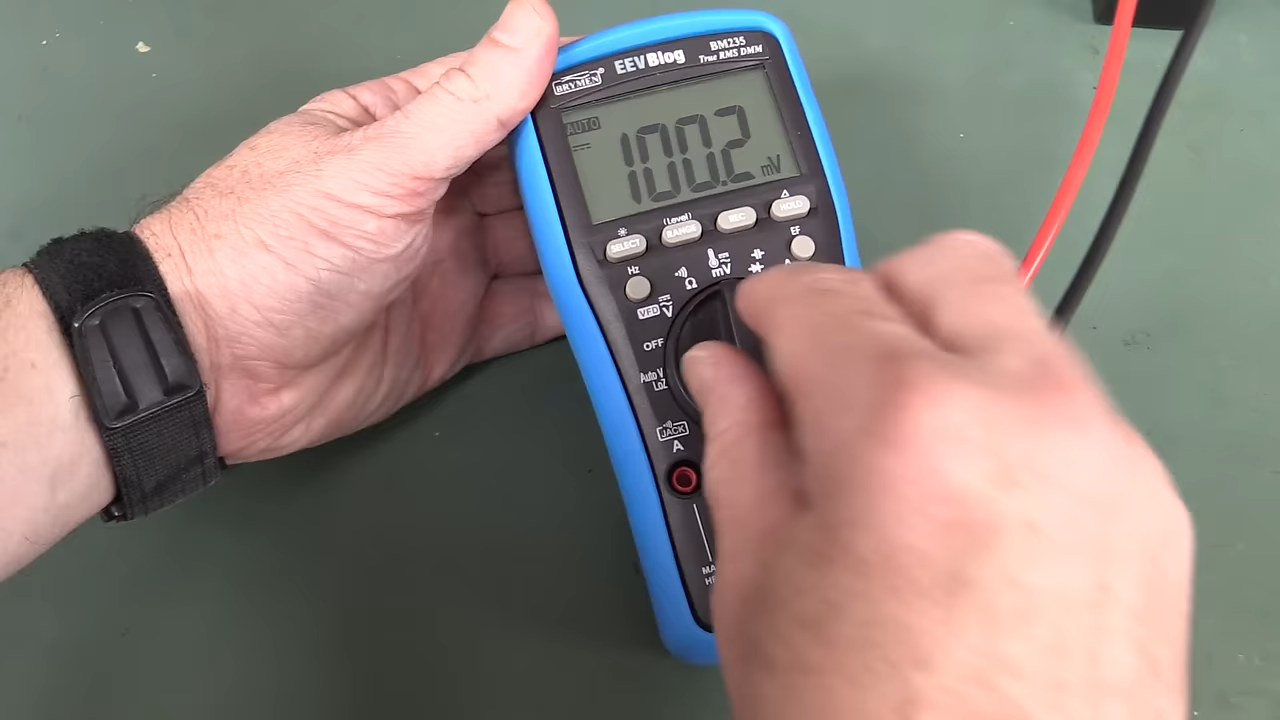 BRYMEN®
EEVBlog
BM235
True RMS DMM
AUTO
100.2 mV
SELECT
(Level)
RANGE
REC
HOLD
Hz
EF
Ω
mV
VFD V
OFF
Auto V
LoZ
JACK
A